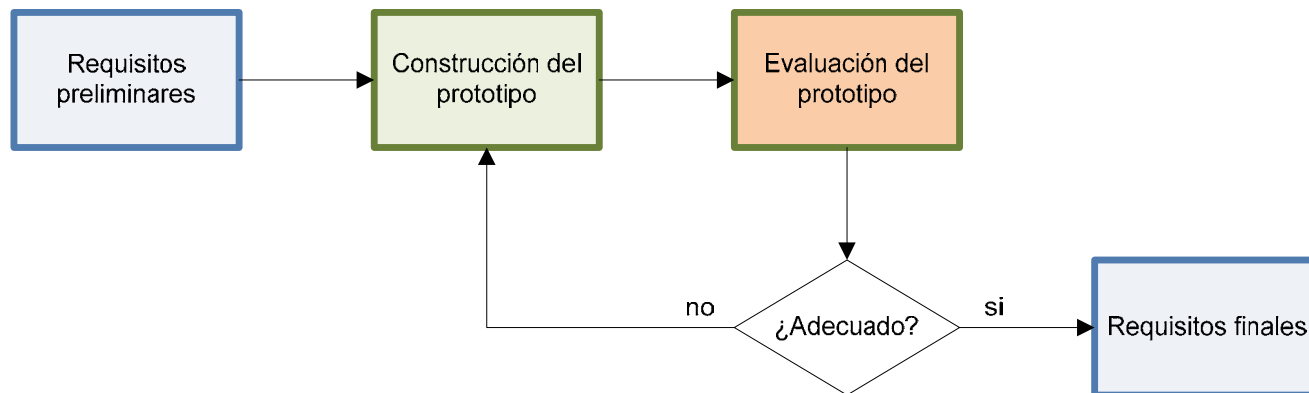 Requisitos
preliminares
Construcción del
prototipo
Evaluación del
prototipo
no
¿Adecuado?
si
Requisitos finales